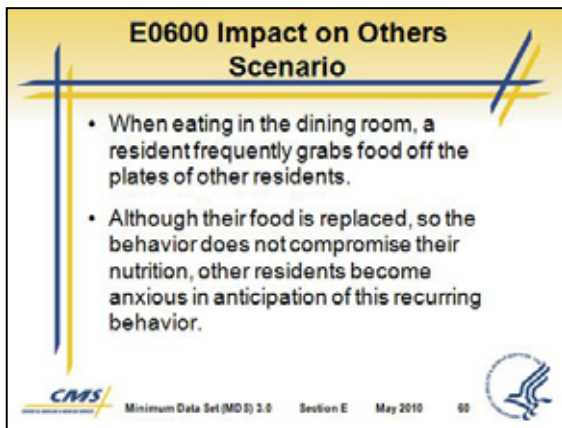 E0600 Impact on Others
Scenario
• When eating in the dining room, a
resident frequently grabs food off the
plates of other residents.
• Although their food is replaced, so the
behavior does not compromise their
nutrition, other residents become
anxious in anticipation of this recurring
behavior.
CMS
Minimum Data Set (MDS) 3.0 Section E May 2010 60